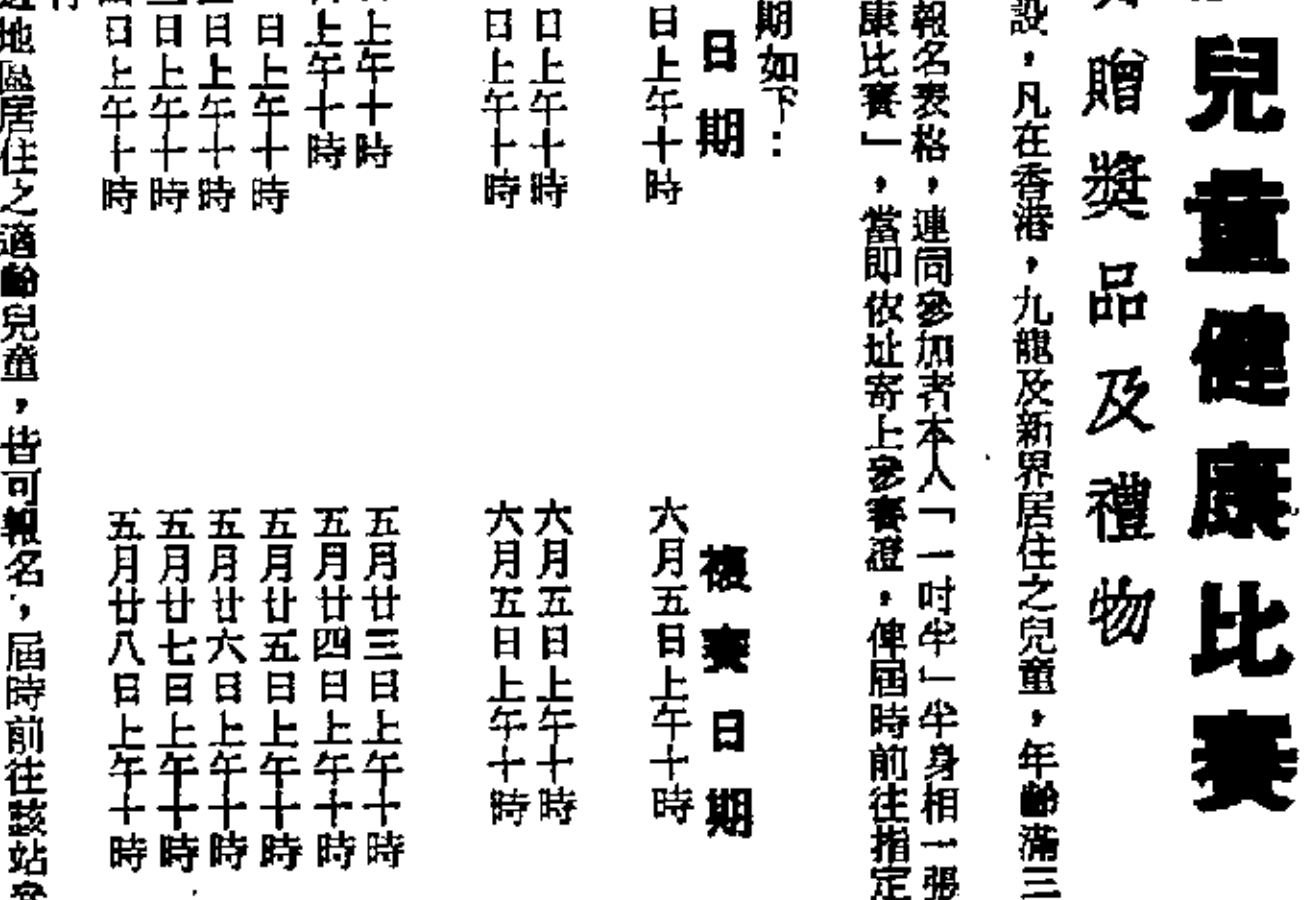 兒童健康比賽
贈獎品及禮物
設，凡在香港，九龍及新界居住之兒童，年齡滿三
報名表格，連同參加者本人「一吋半」半身相一張
康比賽」，當即依址寄上參賽證，俾屆時前往指定
期如下：
日期　複賽日期
日上午十時　六月五日上午十時
日上午十時　六月五日上午十時
日上午十時　六月五日上午十時
上午十時　五月廿三日上午十時
上午十時　五月廿四日上午十時
日上午十時　五月廿五日上午十時
日上午十時　五月廿六日上午十時
日上午十時　五月廿七日上午十時
日上午十時　五月廿八日上午十時
地區居住之適齡兒童，皆可報名，屆時前往該站參